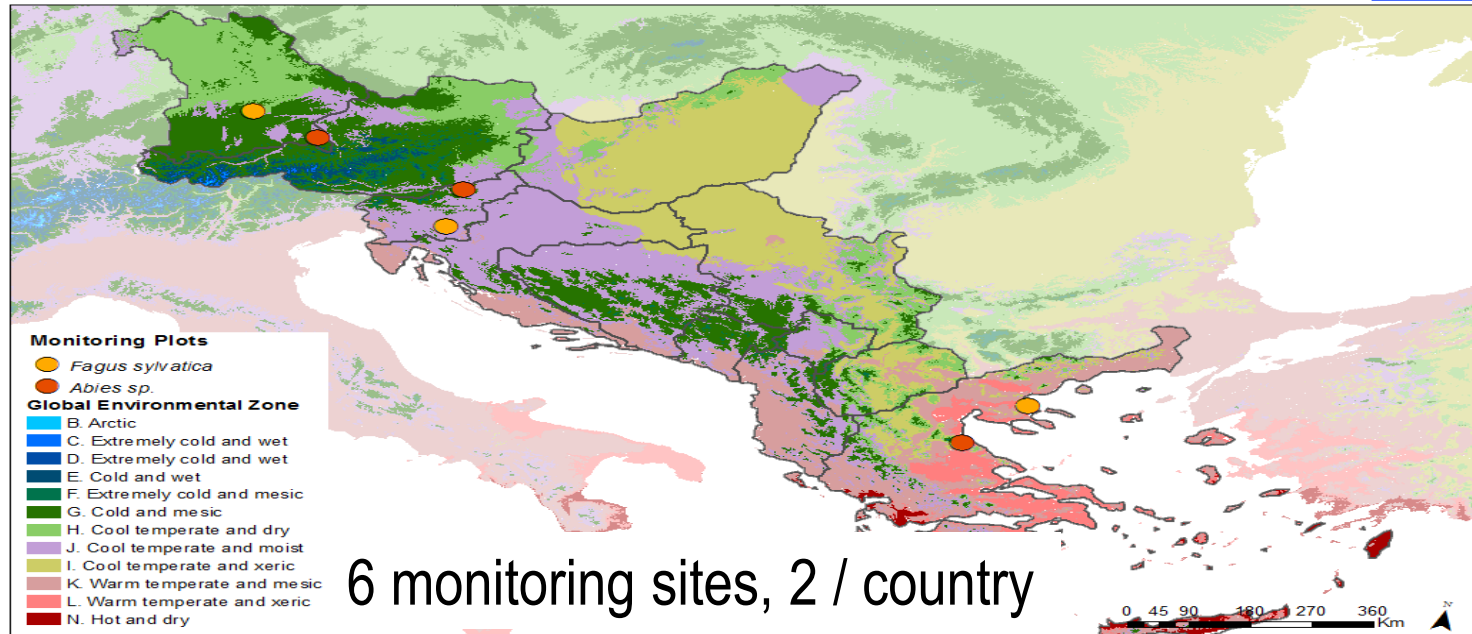 Monitoring Plots
Fagus sylvatica
Abies sp.
Global Environmental Zone
B. Arctic
C. Extremely cold and wet
D. Extremely cold and wet
E. Cold and wet
F. Extremely cold and mesic
G. Cold and mesic
H. Cool temperate and dry
J. Cool temperate and moist
I. Cool temperate and xeric
K. Warm temperate and mesic
L. Warm temperate and xeric
N. Hot and dry
6 monitoring sites, 2 / country
0 45 90 180 270 360
Km
N